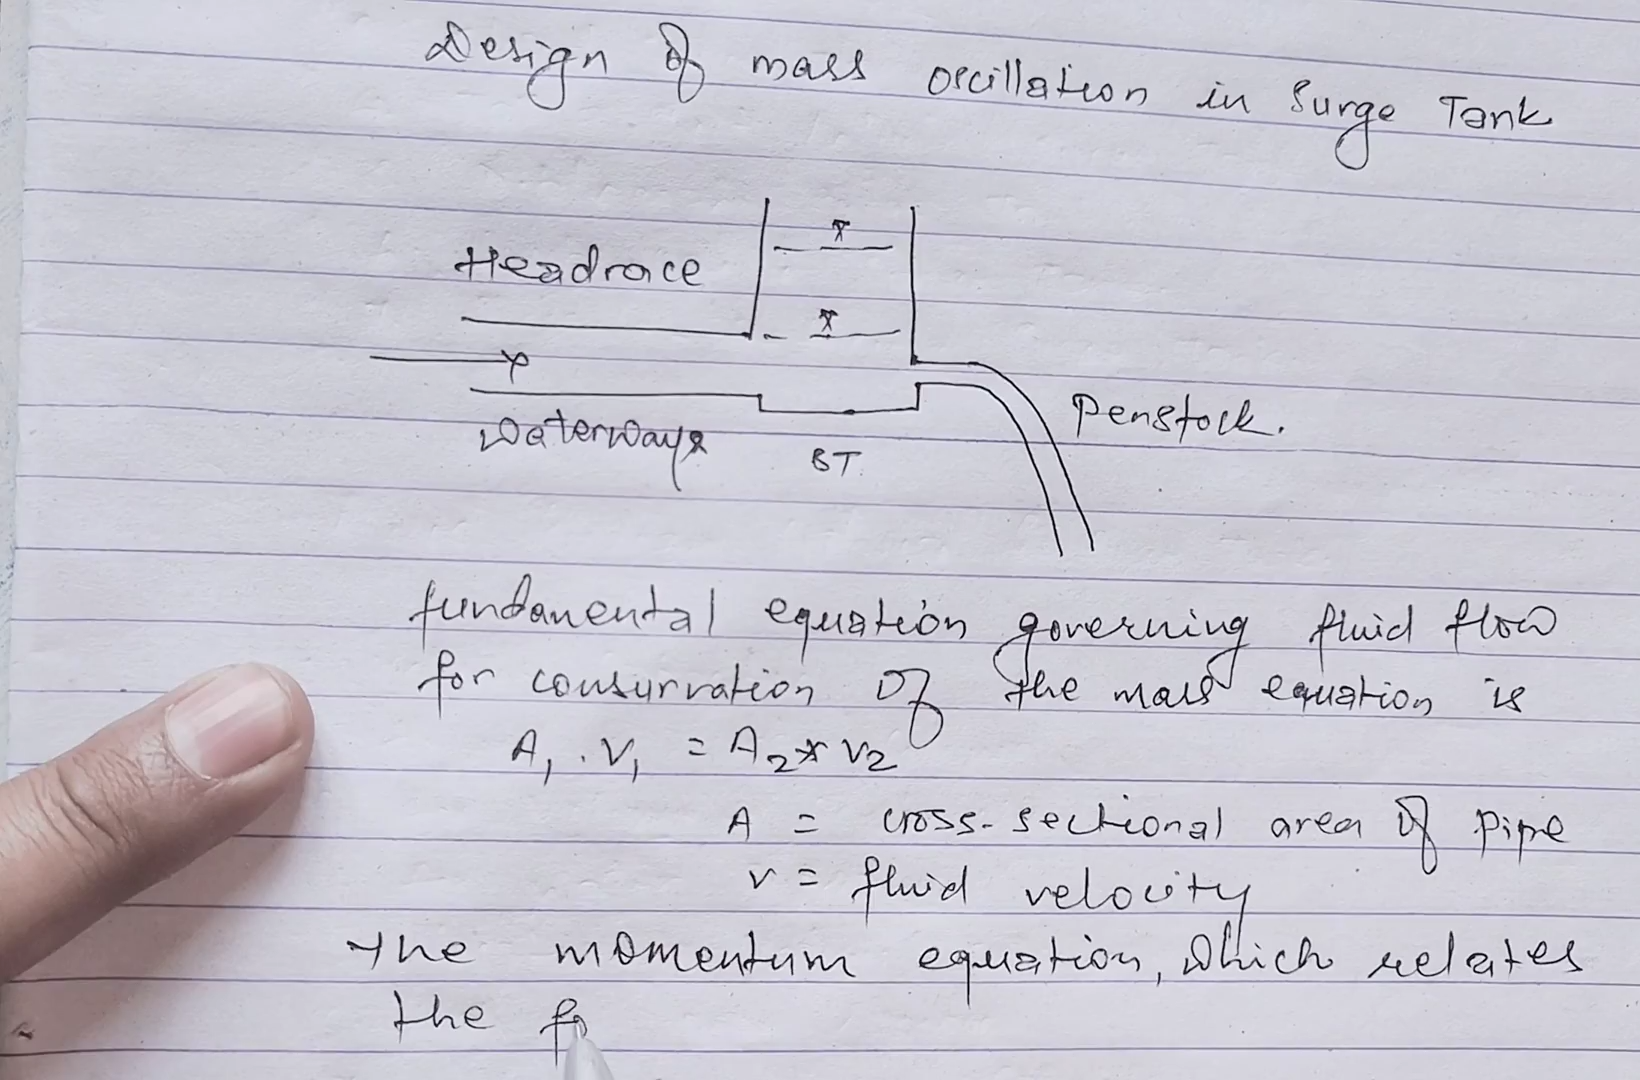 Design of mass oscillation in Surge Tank
Headrace
Waterways
ST
Penstock.
fundamental equation governing fluid flow
for consurvation of the mass equation is
A1 . V1 = A2 * V2
A = cross-sectional area of pipe
v = fluid velocity
The momentum equation, which relates
the fo